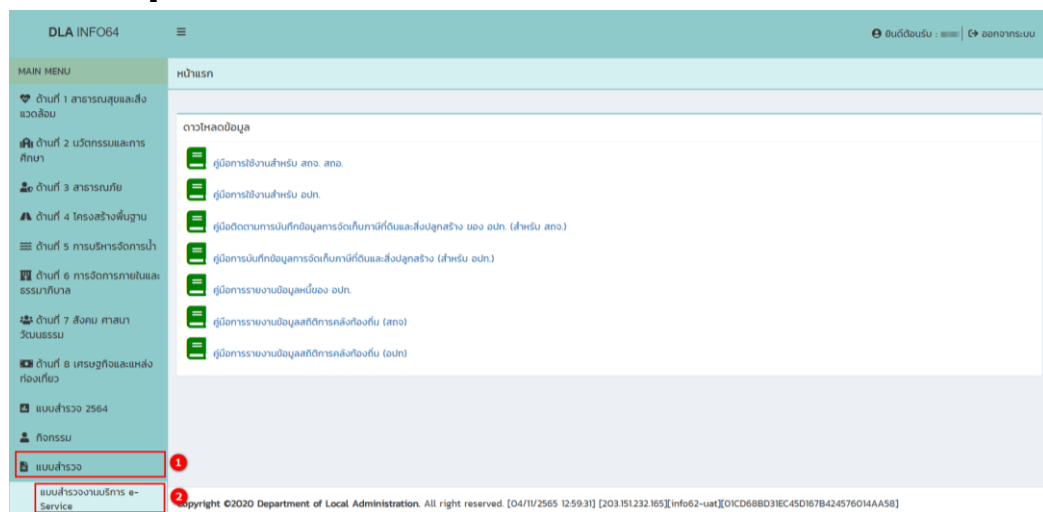 DLA INFO64
ยินดีต้อนรับ :
ออกจากระบบ
MAIN MENU
หน้าแรก
ด้านที่ 1 สาธารณสุขและสิ่ง
แวดล้อม
ด้านที่ 2 นวัตกรรมและการ
ศึกษา
ด้านที่ 3 สาธารณภัย
ด้านที่ 4 โครงสร้างพื้นฐาน
ด้านที่ 5 การบริหารจัดการน้ำ
ด้านที่ 6 การจัดการภายในและ
ธรรมาภิบาล
ด้านที่ 7 สังคม ศาสนา
วัฒนธรรม
ด้านที่ 8 เศรษฐกิจและแหล่ง
ท่องเที่ยว
แบบสำรวจ 2564
กิจกรรม
แบบสำรวจ
1
แบบสำรวจงานบริการ e-
Service
2
ดาวโหลดข้อมูล
คู่มือการใช้งานสำหรับ สถจ. สถอ.
คู่มือการใช้งานสำหรับ อปท.
คู่มือติดตามการบันทึกข้อมูลการจัดเก็บภาษีที่ดินและสิ่งปลูกสร้าง ของ อปท. (สำหรับ สถจ.)
คู่มือการบันทึกข้อมูลการจัดเก็บภาษีที่ดินและสิ่งปลูกสร้าง (สำหรับ อปท.)
คู่มือการรายงานข้อมูลหนี้ของ อปท.
คู่มือการรายงานข้อมูลสถิติการคลังท้องถิ่น (สถจ)
คู่มือการรายงานข้อมูลสถิติการคลังท้องถิ่น (อปท)
Copyright ©2020 Department of Local Administration. All right reserved. [04/11/2565 12:59:31] [203.151.232.165][info62-uat][01CD68BD31EC45D167B424576014AA58]